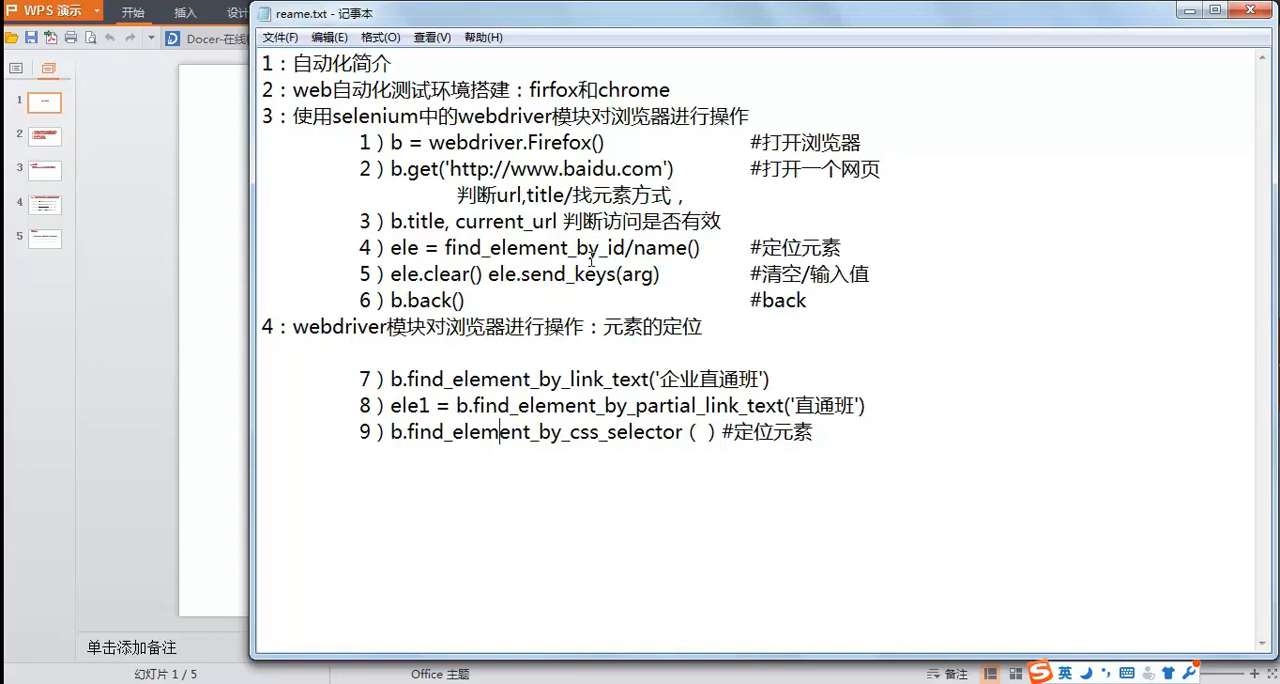 WPS 演示
开始
插入
设计
Docer-在线
reame.txt - 记事本
文件(F) 编辑(E) 格式(O) 查看(V) 帮助(H)
1：自动化简介
2：web自动化测试环境搭建：firfox和chrome
3：使用selenium中的webdriver模块对浏览器进行操作
1）b = webdriver.Firefox() #打开浏览器
2）b.get('http://www.baidu.com') #打开一个网页
判断url,title/找元素方式，
3）b.title, current_url 判断访问是否有效
4）ele = find_element_by_id/name() #定位元素
5）ele.clear() ele.send_keys(arg) #清空/输入值
6）b.back() #back
4：webdriver模块对浏览器进行操作：元素的定位
7）b.find_element_by_link_text('企业直通班')
8）ele1 = b.find_element_by_partial_link_text('直通班')
9）b.find_element_by_css_selector（ ）#定位元素
1
2
3
4
5
单击添加备注
幻灯片 1 / 5
Office 主题
备注
英